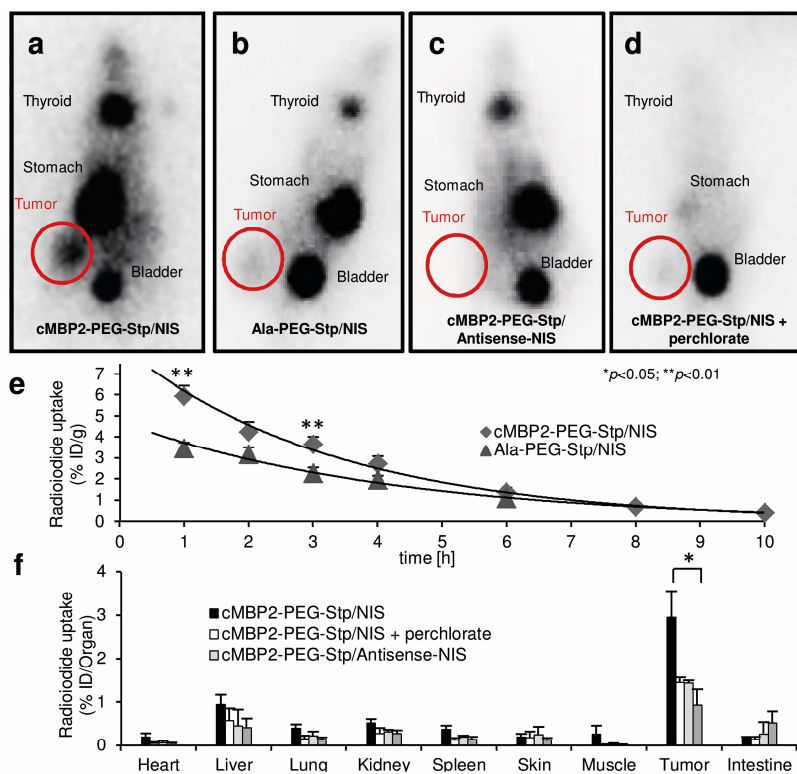 a
b
c
d
Thyroid
Thyroid
Thyroid
Thyroid
Stomach
Stomach
Stomach
Stomach
Tumor
Tumor
Tumor
Tumor
Bladder
Bladder
Bladder
Bladder
cMBP2-PEG-Stp/NIS
Ala-PEG-Stp/NIS
cMBP2-PEG-Stp/
Antisense-NIS
cMBP2-PEG-Stp/NIS +
perchlorate
e
Radioiodide uptake
(% ID/g)
7
6
5
4
3
2
1
0
**
**
*p<0.05; **p<0.01
cMBP2-PEG-Stp/NIS
Ala-PEG-Stp/NIS
0 1 2 3 4 5 6 7 8 9 10
time [h]
f
Radioiodide uptake
(% ID/Organ)
4
3
2
1
0
*
cMBP2-PEG-Stp/NIS
cMBP2-PEG-Stp/NIS + perchlorate
cMBP2-PEG-Stp/Antisense-NIS
Heart Liver Lung Kidney Spleen Skin Muscle Tumor Intestine